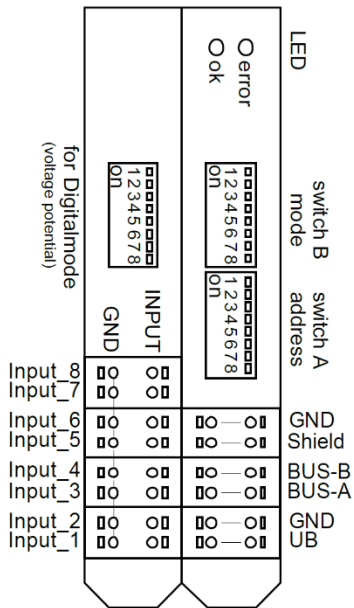 LED
error
ok
switch B
mode
switch A
address
on
12345678
on
12345678
for Digitalmode
(voltage potential)
on
12345678
INPUT
GND
Input_8
Input_7
Input_6
Input_5
Input_4
Input_3
Input_2
Input_1
GND
Shield
BUS-B
BUS-A
GND
UB